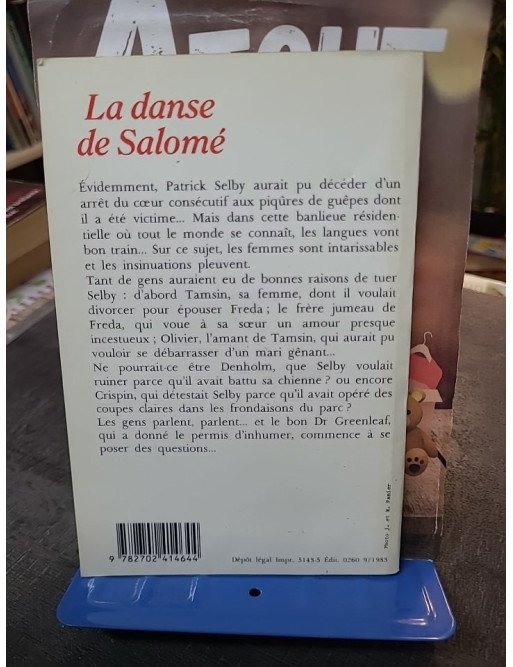 La danse
de Salomé
Évidemment, Patrick Selby aurait pu décéder d'un
arrêt du cœur consécutif aux piqûres de guêpes dont
il a été victime... Mais dans cette banlieue résiden-
tielle où tout le monde se connaît, les langues vont
bon train... Sur ce sujet, les femmes sont intarissables
et les insinuations pleuvent.
Tant de gens auraient eu de bonnes raisons de tuer
Selby : d'abord Tamsin, sa femme, dont il voulait
divorcer pour épouser Freda ; le frère jumeau de
Freda, qui voue à sa sœur un amour presque
incestueux ; Olivier, l'amant de Tamsin, qui aurait pu
vouloir se débarrasser d'un mari gênant...
Ne pourrait-ce être Denholm, que Selby voulait
ruiner parce qu'il avait battu sa chienne ? ou encore
Crispin, qui détestait Selby parce qu'il avait opéré des
coupes claires dans les frondaisons du parc ?
Les gens parlent, parlent... et le bon Dr Greenleaf,
qui a donné le permis d'inhumer, commence à se
poser des questions...
Photo J. et R. Panier
9 782702 414644
Dépôt légal Impr. 5143-5 Édit. 0260 9/1983